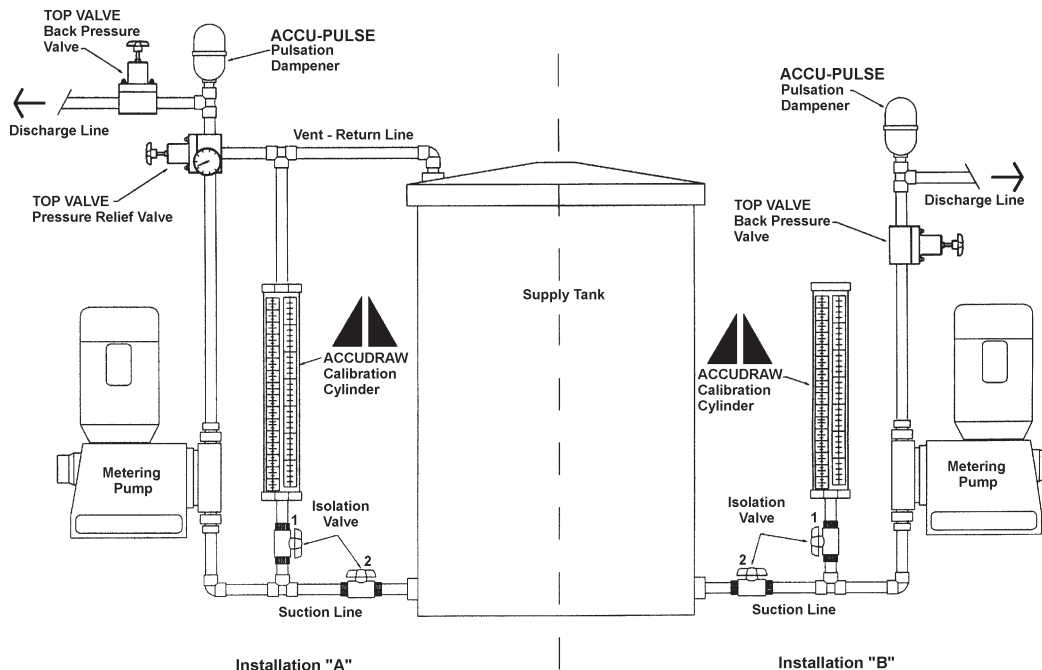 TOP VALVE
Back Pressure
Valve
ACCU-PULSE
Pulsation
Dampener
Discharge Line
Vent - Return Line
TOP VALVE
Pressure Relief Valve
ACCUDRAW
Calibration
Cylinder
Metering
Pump
Isolation
Valve
1
2
Suction Line
Installation "A"
Supply Tank
ACCU-PULSE
Pulsation
Dampener
Discharge Line
TOP VALVE
Back Pressure
Valve
ACCUDRAW
Calibration
Cylinder
Metering
Pump
Isolation
Valve
1
2
Suction Line
Installation "B"